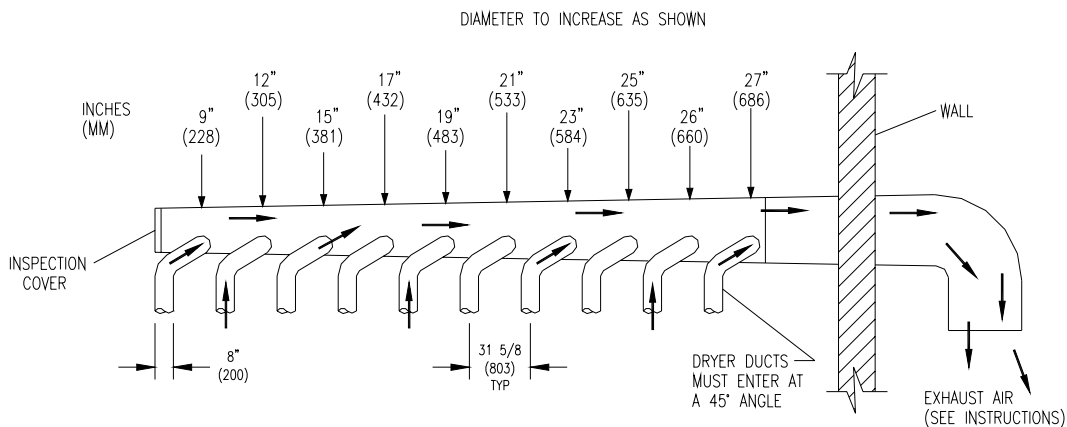 DIAMETER TO INCREASE AS SHOWN
INCHES
(MM)
9”
(228)
12”
(305)
15”
(381)
17”
(432)
19”
(483)
21”
(533)
23”
(584)
25”
(635)
26”
(660)
27”
(686)
WALL
INSPECTION
COVER
8”
(200)
31 5/8
(803)
TYP
DRYER DUCTS
MUST ENTER AT
A 45° ANGLE
EXHAUST AIR
(SEE INSTRUCTIONS)